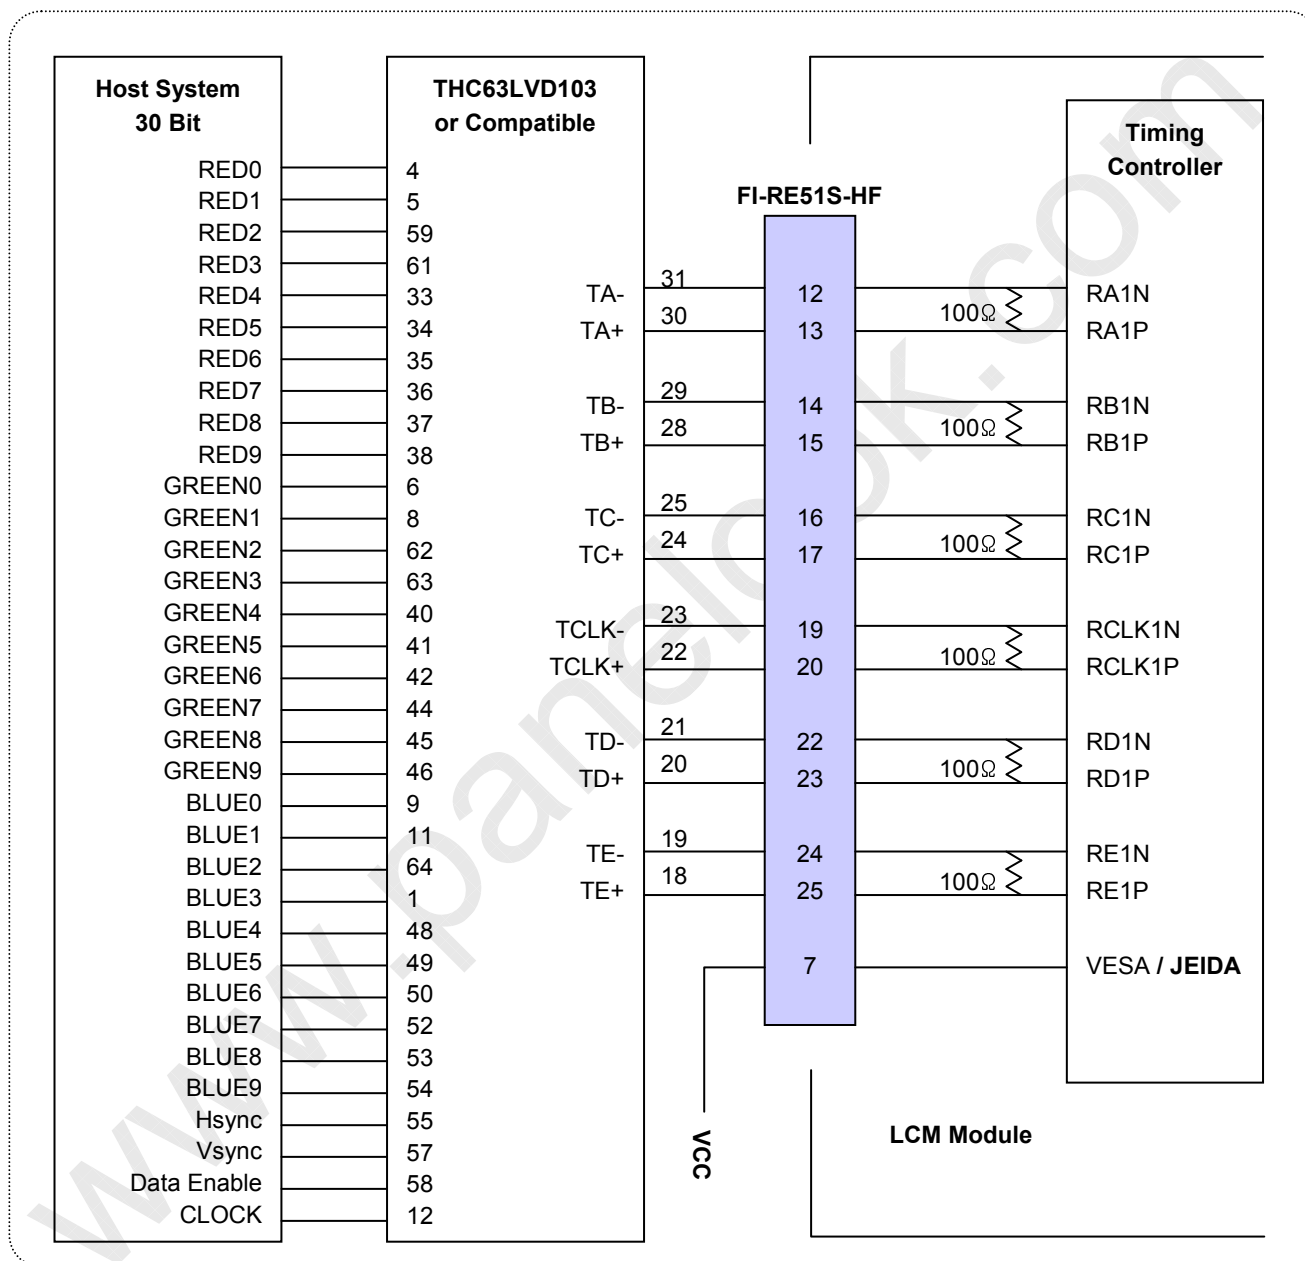 Host System
30 Bit
RED0
RED1
RED2
RED3
RED4
RED5
RED6
RED7
RED8
RED9
GREEN0
GREEN1
GREEN2
GREEN3
GREEN4
GREEN5
GREEN6
GREEN7
GREEN8
GREEN9
BLUE0
BLUE1
BLUE2
BLUE3
BLUE4
BLUE5
BLUE6
BLUE7
BLUE8
BLUE9
Hsync
Vsync
Data Enable
CLOCK
THC63LVD103
or Compatible
4
5
59
61
33
34
35
36
37
38
6
8
62
63
40
41
42
44
45
46
9
11
64
1
48
49
50
52
53
54
55
57
58
12
TA-
TA+
TB-
TB+
TC-
TC+
TCLK-
TCLK+
TD-
TD+
TE-
TE+
31
30
29
28
25
24
23
22
21
20
19
18
VCC
FI-RE51S-HF
12
13
14
15
16
17
19
20
22
23
24
25
7
100Ω
100Ω
100Ω
100Ω
100Ω
100Ω
Timing
Controller
RA1N
RA1P
RB1N
RB1P
RC1N
RC1P
RCLK1N
RCLK1P
RD1N
RD1P
RE1N
RE1P
VESA / JEIDA
LCM Module
www.panelook.com